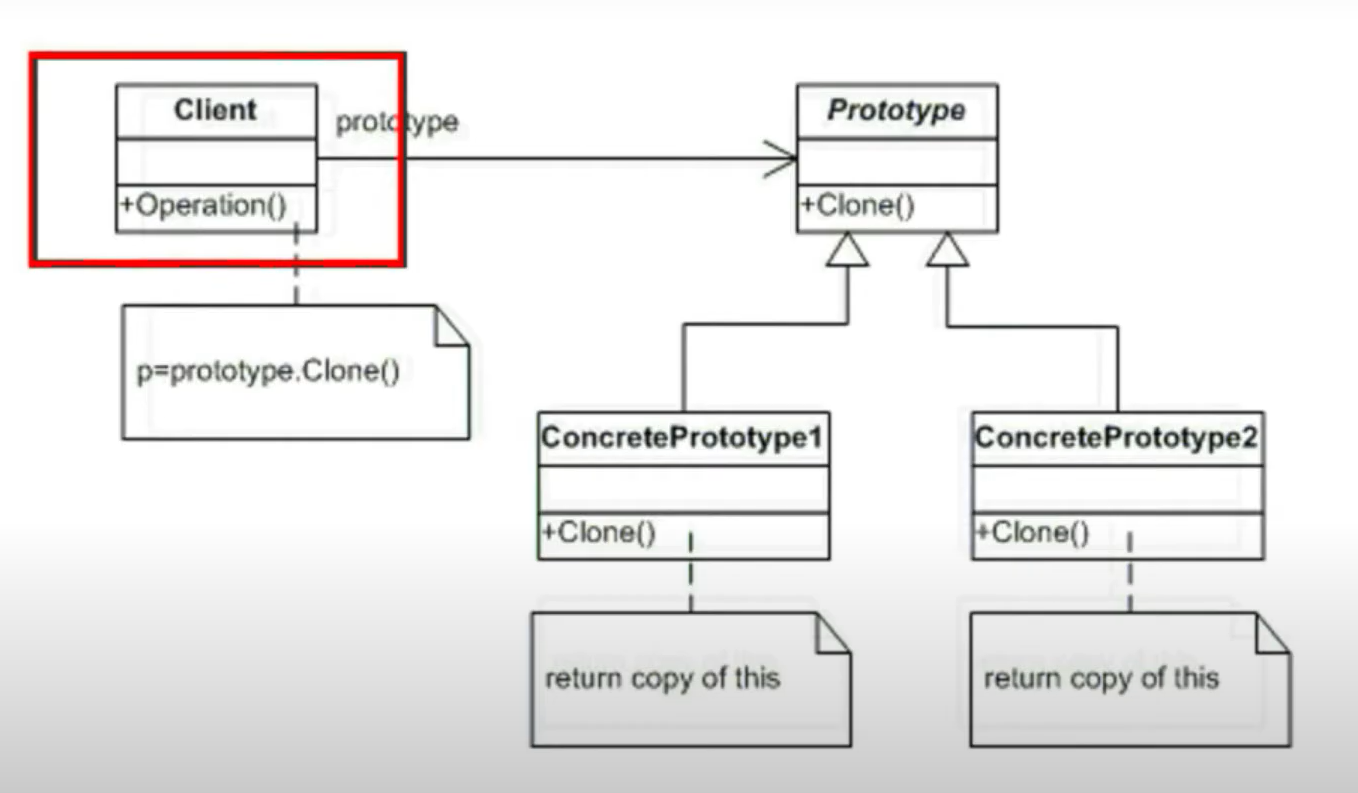 Client
prototype
+Operation()
Prototype
+Clone()
p=prototype.Clone()
ConcretePrototype1
+Clone()
ConcretePrototype2
+Clone()
return copy of this
return copy of this